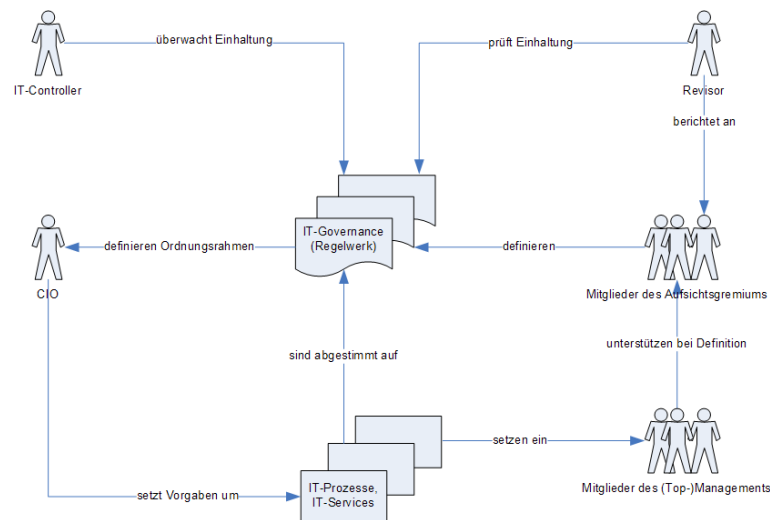 überwacht Einhaltung
prüft Einhaltung
IT-Controller
Revisor
berichtet an
IT-Governance
(Regelwerk)
definieren Ordnungsrahmen
definieren
CIO
Mitglieder des Aufsichtsgremiums
sind abgestimmt auf
unterstützen bei Definition
setzen ein
IT-Prozesse,
IT-Services
setzt Vorgaben um
Mitglieder des (Top-)Managements